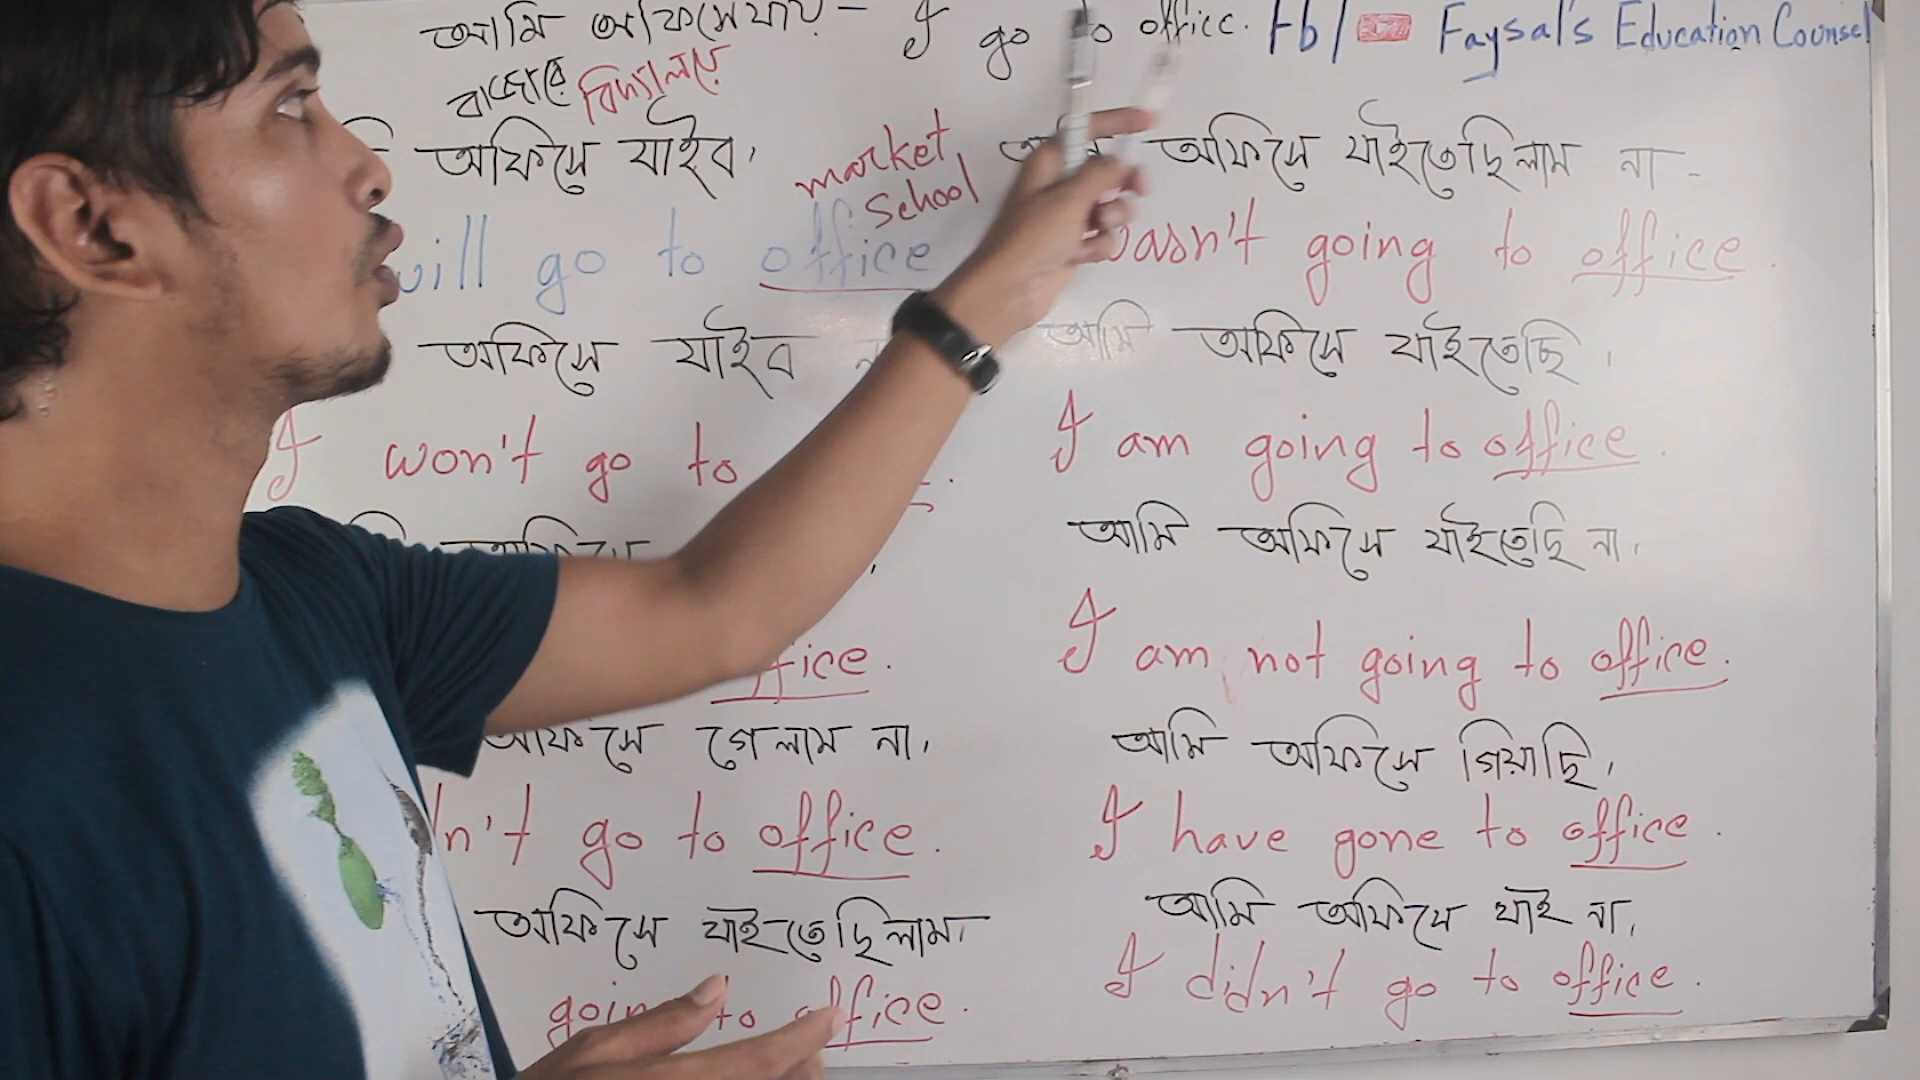 আমি অফিসে যাই - I go to office. Fb/ Faysal's Education Counsel
বাজারে বিদ্যালয়ে
অফিসে যাইব।
market
school
will go to office
অফিসে যাইব
I won't go to
অফিসে গেলাম না।
go to office.
অফিসে যাইতেছিলাম।
going to office.
অফিসে যাইতেছিলাম না -
wasn't going to office.
আমি অফিসে যাইতেছি।
I am going to office.
আমি অফিসে যাইতেছি না।
I am not going to office.
আমি অফিসে গিয়াছি।
I have gone to office.
আমি অফিসে যাই না।
I didn't go to office.